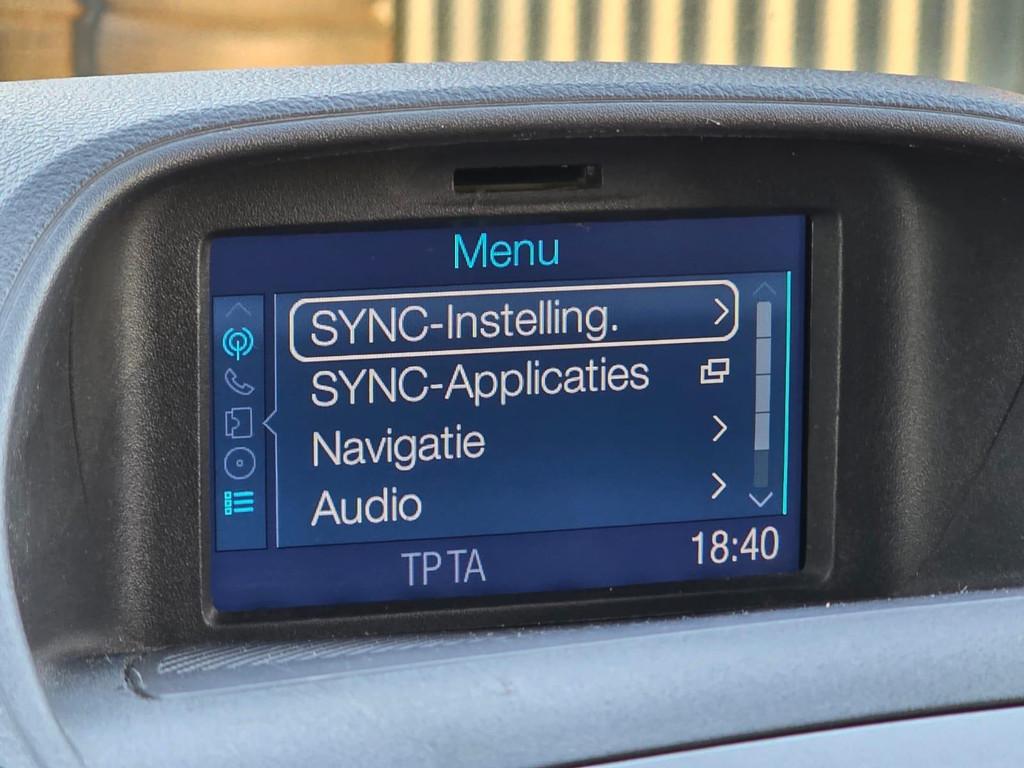 Menu
SYNC-Instelling.
SYNC-Applicaties
Navigatie
Audio
TP TA
18:40